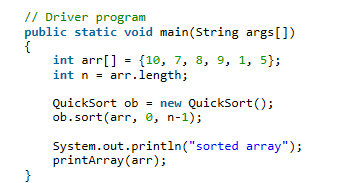 // Driver program
public static void main(String args[])
{
    int arr[] = {10, 7, 8, 9, 1, 5};
    int n = arr.length;

    QuickSort ob = new QuickSort();
    ob.sort(arr, 0, n-1);

    System.out.println("sorted array");
    printArray(arr);
}